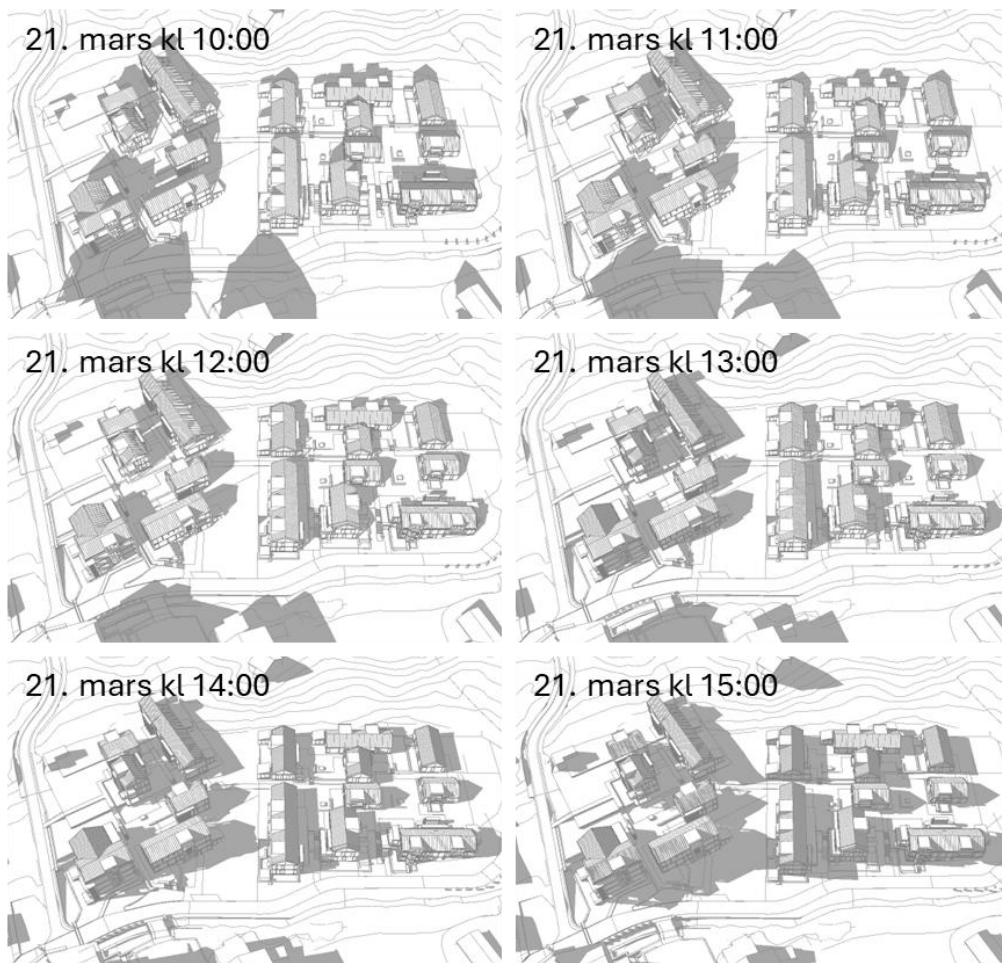 21. mars kl 10:00
21. mars kl 11:00
21. mars kl 12:00
21. mars kl 13:00
21. mars kl 14:00
21. mars kl 15:00